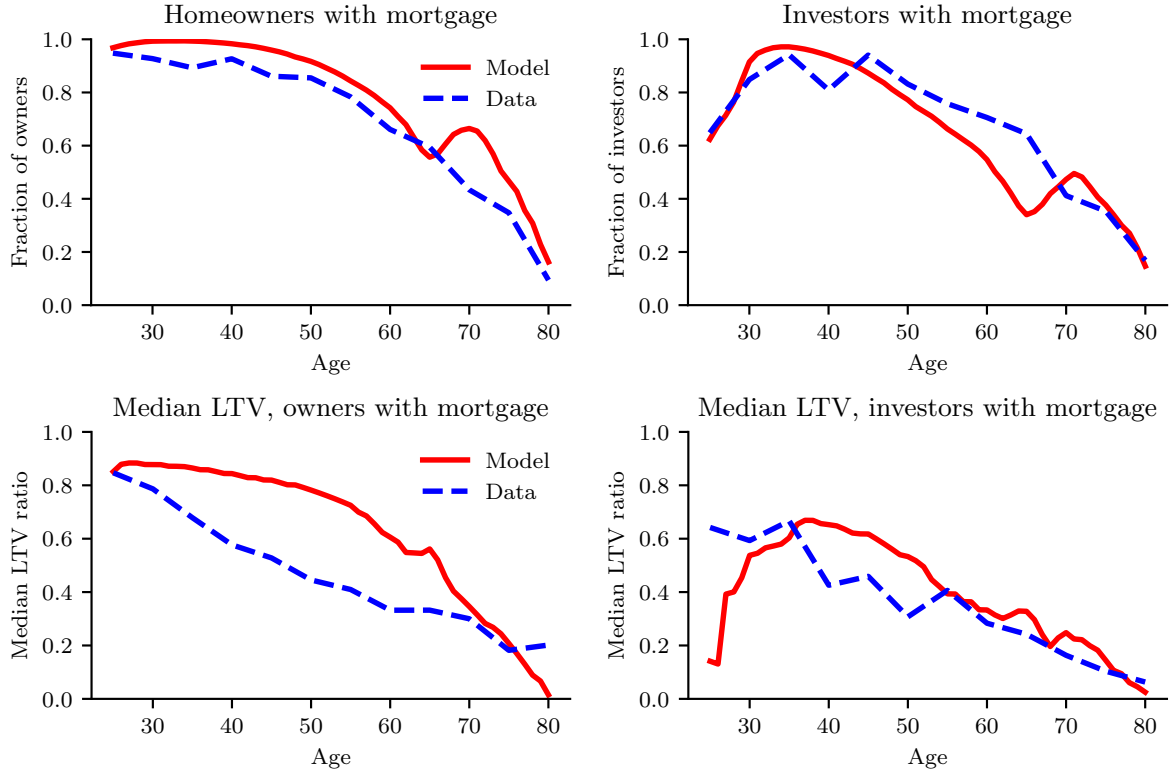 Homeowners with mortgage
1.0
0.8
0.6
0.4
0.2
0.0
Fraction of owners
Model
Data
30 40 50 60 70 80
Age
Investors with mortgage
1.0
0.8
0.6
0.4
0.2
0.0
Fraction of investors
30 40 50 60 70 80
Age
Median LTV, owners with mortgage
1.0
0.8
0.6
0.4
0.2
0.0
Median LTV ratio
Model
Data
30 40 50 60 70 80
Age
Median LTV, investors with mortgage
1.0
0.8
0.6
0.4
0.2
0.0
Median LTV ratio
30 40 50 60 70 80
Age